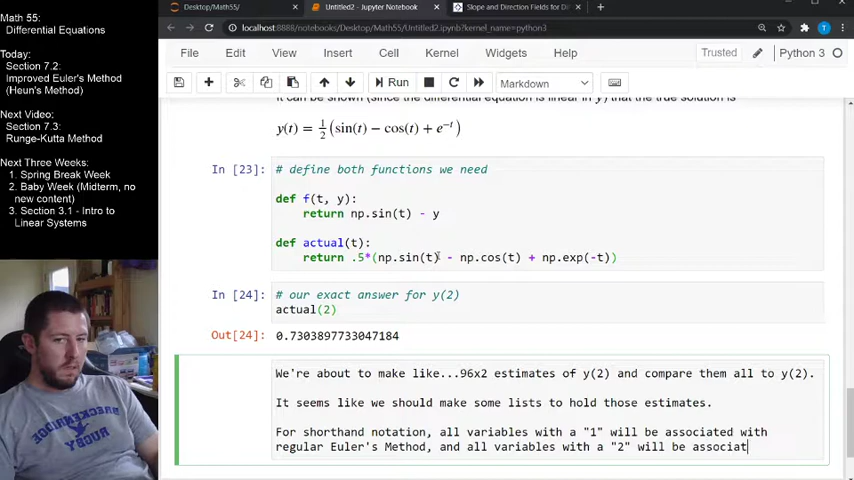 Math 55:
Differential Equations
Today:
Section 7.2:
Improved Euler's Method
(Heun's Method)
Next Video:
Section 7.3:
Runge-Kutta Method
Next Three Weeks:
1. Spring Break Week
2. Baby Week (Midterm, no
new content)
3. Section 3.1 - Intro to
Linear Systems
Desktop/Math55/
Untitled2 - Jupyter Notebook
Slope and Direction Fields for Di
localhost:8888/notebooks/Desktop/Math55/Untitled2.ipynb?kernel_name=python3
File Edit View Insert Cell Kernel Widgets Help
Trusted
Python 3
Run
Markdown
It can be shown (since the differential equation is linear in y) that the true solution is
y(t) = 1/2 (sin(t) − cos(t) + e^{-t})
In [23]:
# define both functions we need
def f(t, y):
return np.sin(t) - y
def actual(t):
return .5*(np.sin(t) - np.cos(t) + np.exp(-t))
In [24]:
# our exact answer for y(2)
actual(2)
Out[24]: 0.7303897733047184
We're about to make like...96x2 estimates of y(2) and compare them all to y(2).
It seems like we should make some lists to hold those estimates.
For shorthand notation, all variables with a "1" will be associated with
regular Euler's Method, and all variables with a "2" will be associat
BRECKENRIDGE
RUGBY